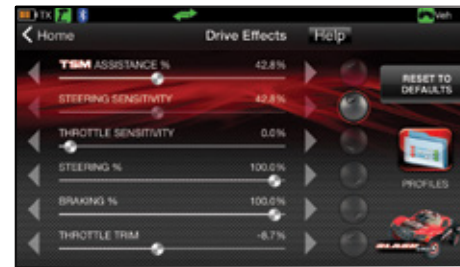 TX Veh
Home Drive Effects Help
TSM ASSISTANCE % 42.8%
RESET TO DEFAULTS
STEERING SENSITIVITY 42.8%
THROTTLE SENSITIVITY 0.0%
STEERING % 100.0%
PROFILES
BRAKING % 100.0%
THROTTLE TRIM -8.7%
SLASH